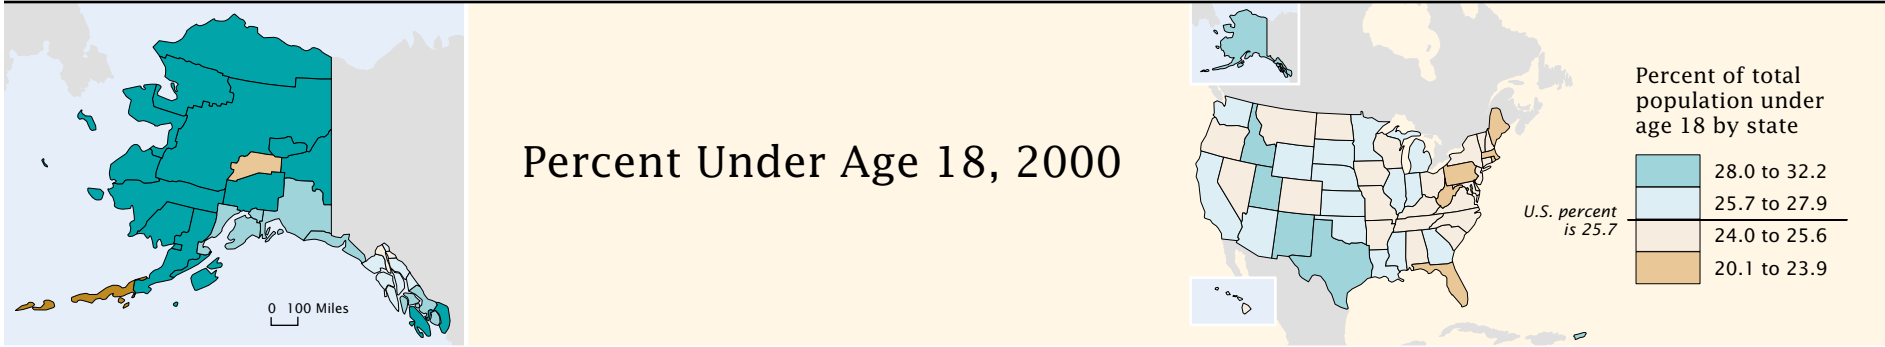 0 100 Miles
Percent Under Age 18, 2000
Percent of total
population under
age 18 by state
28.0 to 32.2
25.7 to 27.9
24.0 to 25.6
20.1 to 23.9
U.S. percent
is 25.7